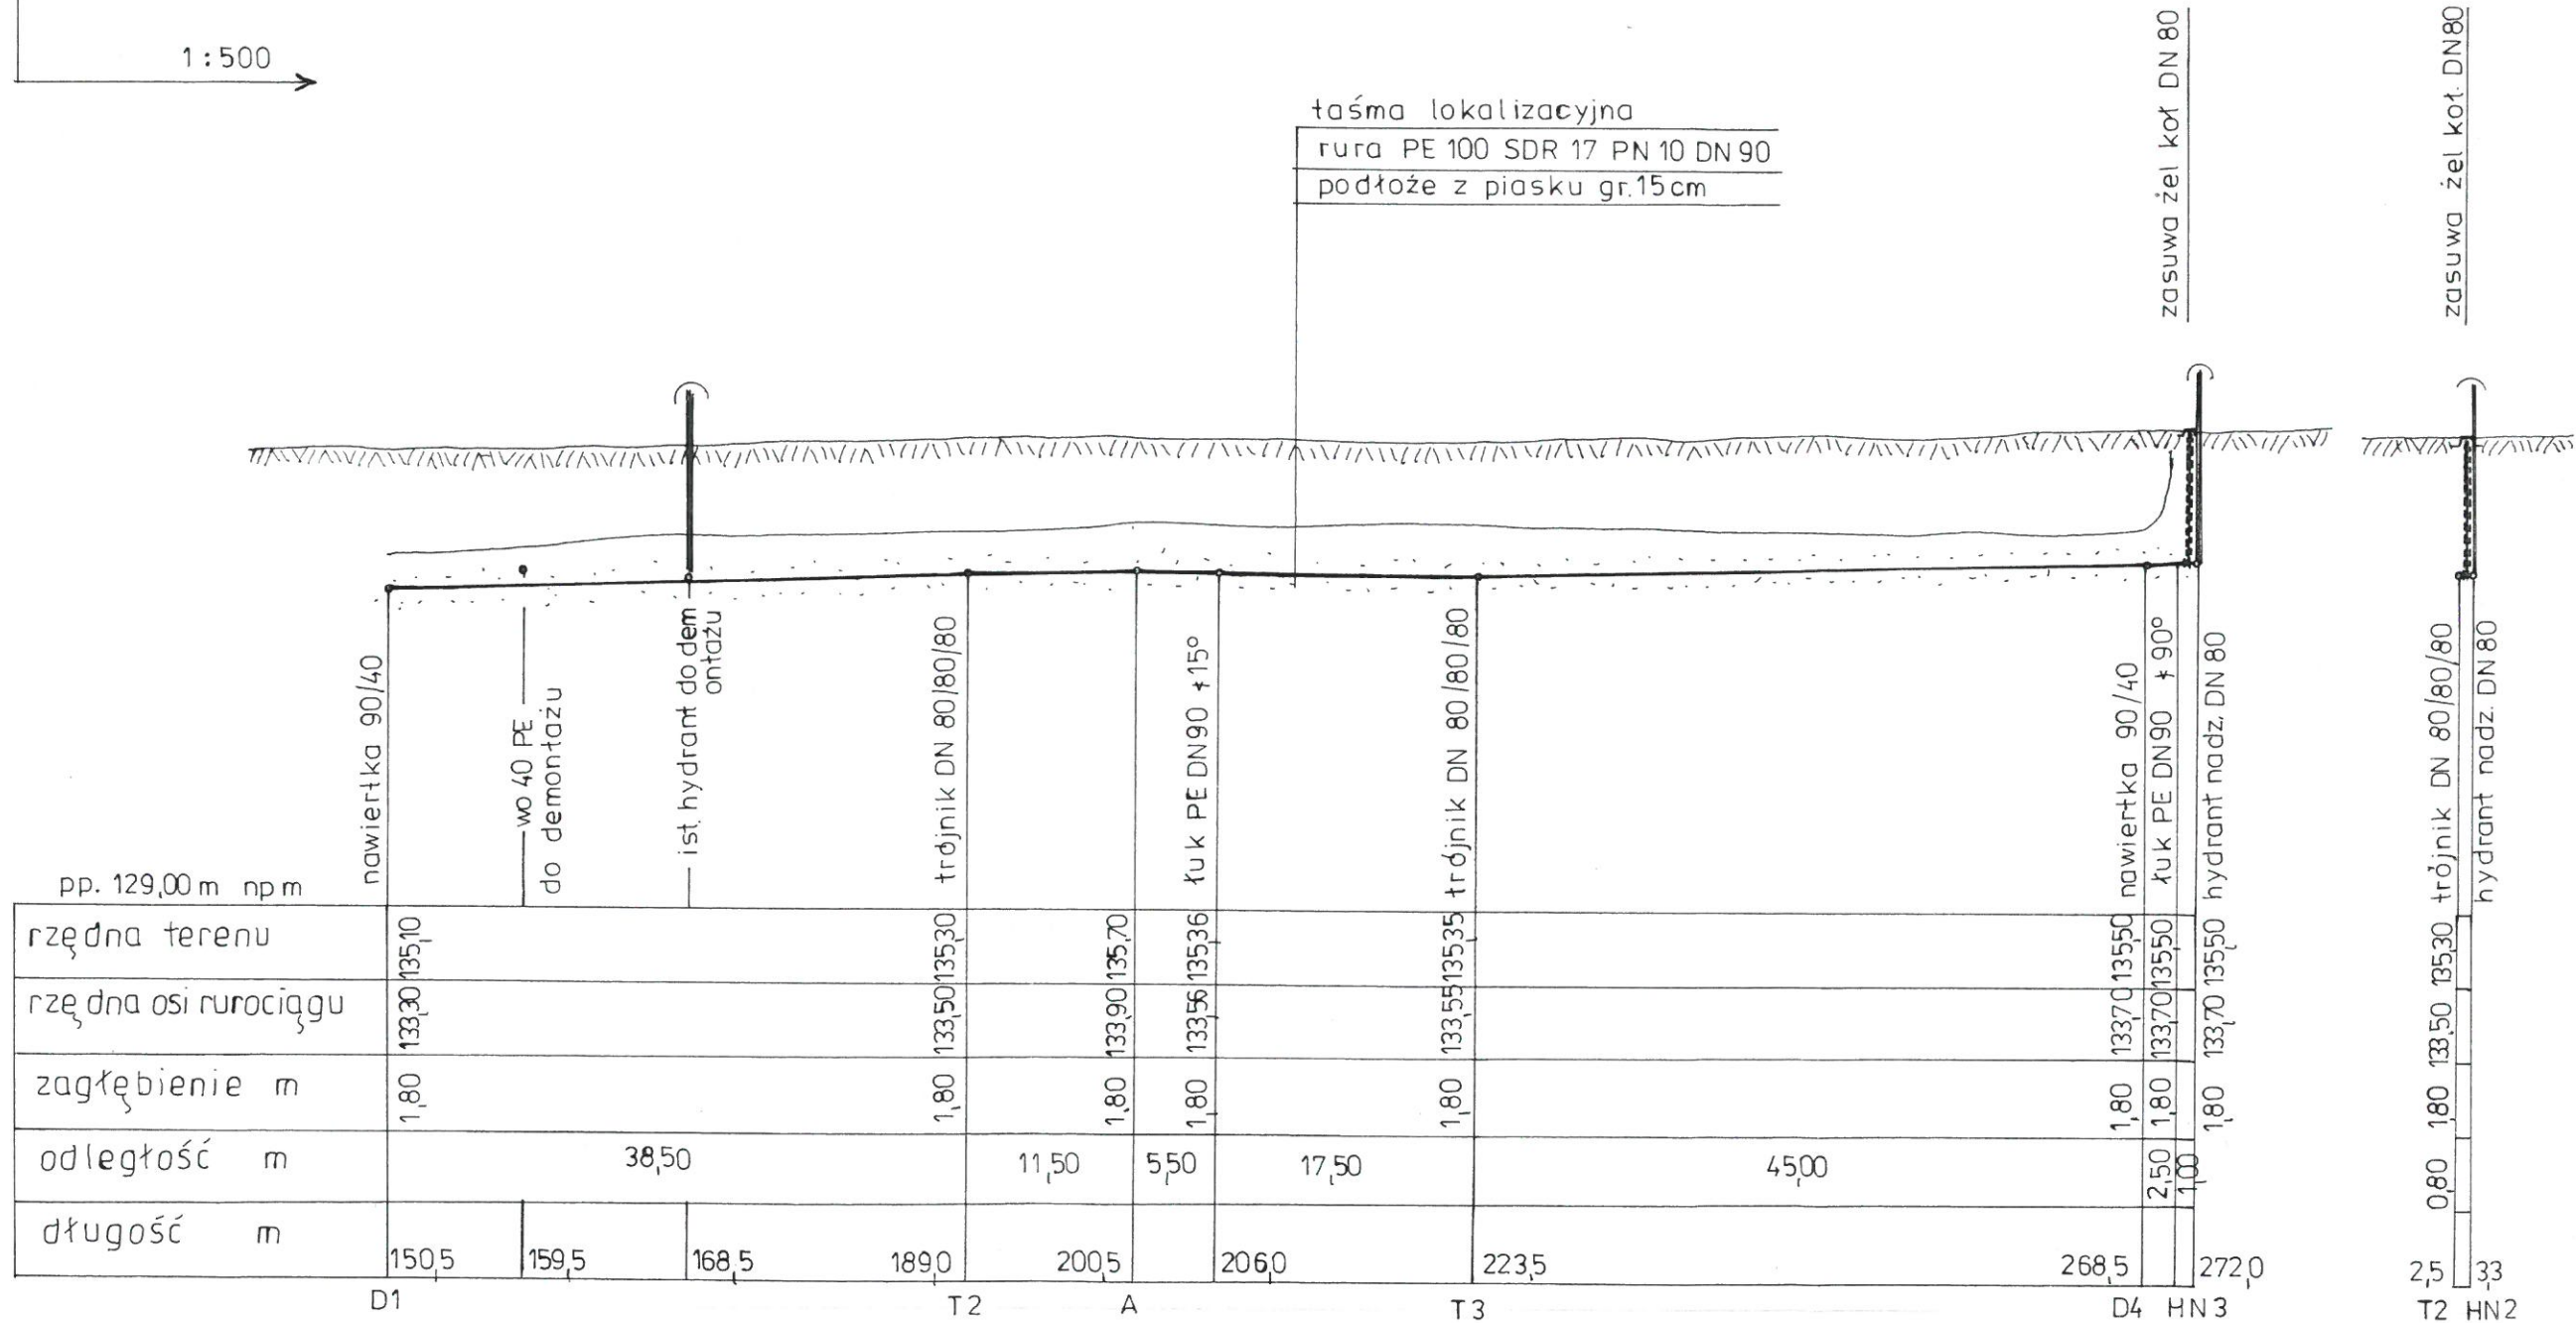 1:500
taśma lokalizacyjna
rura PE 100 SDR 17 PN 10 DN 90
podłoże z piasku gr.15cm
zasuwa żel koł DN 80
zasuwa żel koł. DN80
nawiertka 90/40
wo 40 PE
do demontażu
ist. hydrant do dem
ontażu
trójnik DN 80/80/80
łuk PE DN90 ∢15°
trójnik DN 80/80/80
nawiertka 90/40
łuk PE DN90 ∢ 90°
hydrant nadz. DN 80
trójnik DN 80/80/80
hydrant nadz. DN 80
pp. 129,00 m npm
rzędna terenu 135,10 135,30 135,70 135,36 135,35 135,50 135,50 135,50 135,30
rzędna osi rurociągu 133,30 133,50 133,90 133,56 133,55 133,70 133,70 133,70 133,50
zagłębienie m 1,80 1,80 1,80 1,80 1,80 1,80 1,80 1,80 1,80
odległość m 38,50 11,50 5,50 17,50 45,00 2,50 1,00 0,80
długość m 150,5 159,5 168,5 189,0 200,5 206,0 223,5 268,5 272,0 2,5 3,3
D1 T2 A T3 D4 HN3 T2 HN2